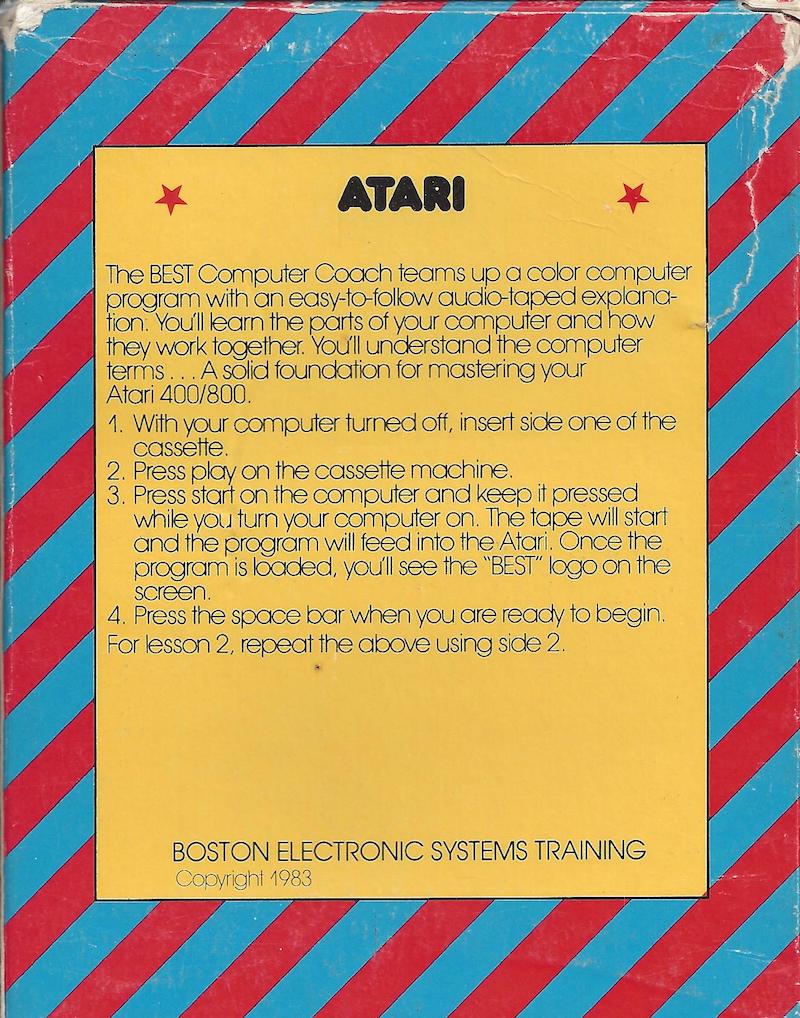 ATARI
The BEST Computer Coach teams up a color computer
program with an easy-to-follow audio-taped explana-
tion. You'll learn the parts of your computer and how
they work together. You'll understand the computer
terms . . . A solid foundation for mastering your
Atari 400/800.
1. With your computer turned off, insert side one of the
cassette.
2. Press play on the cassette machine.
3. Press start on the computer and keep it pressed
while you turn your computer on. The tape will start
and the program will feed into the Atari. Once the
program is loaded, you'll see the "BEST" logo on the
screen.
4. Press the space bar when you are ready to begin.
For lesson 2, repeat the above using side 2.
BOSTON ELECTRONIC SYSTEMS TRAINING
Copyright 1983